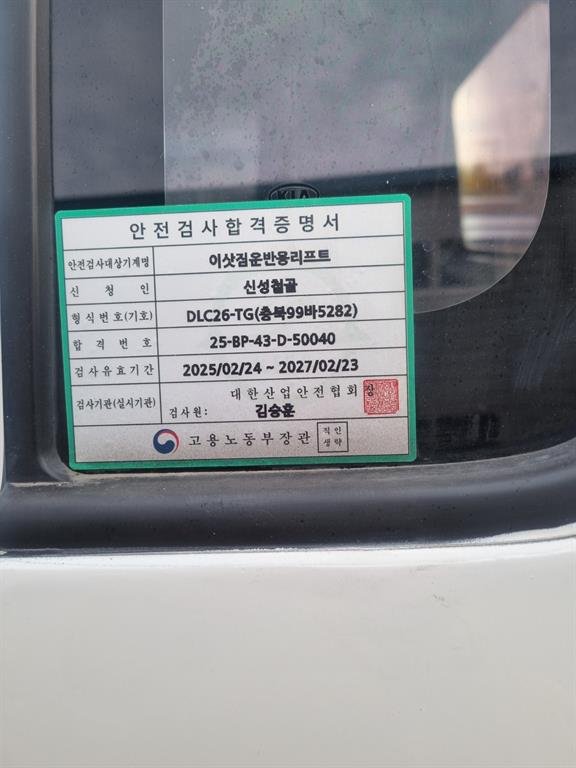 KIA
안전검사합격증명서
안전검사대상기계명 이삿짐운반용리프트
신청인 신성철골
형식번호(기호) DLC26-TG(충북99바5282)
합격번호 25-BP-43-D-50040
검사유효기간 2025/02/24 ~ 2027/02/23
검사기관(실시기관) 대한산업안전협회장
검사원: 김승훈
고용노동부장관 직인생략